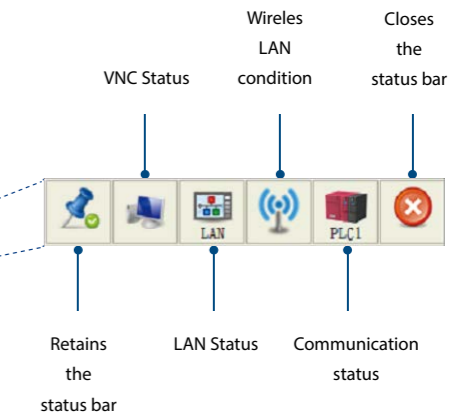 Wireles
LAN
condition
Closes
the
status bar
VNC Status
LAN
PLC1
Retains
the
status bar
LAN Status
Communication
status